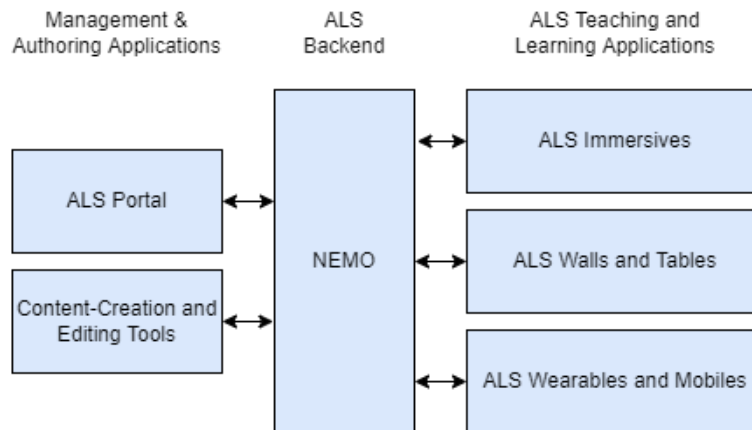 Management &
Authoring Applications
ALS
Backend
ALS Teaching and
Learning Applications
ALS Portal
Content-Creation and
Editing Tools
NEMO
ALS Immersives
ALS Walls and Tables
ALS Wearables and Mobiles